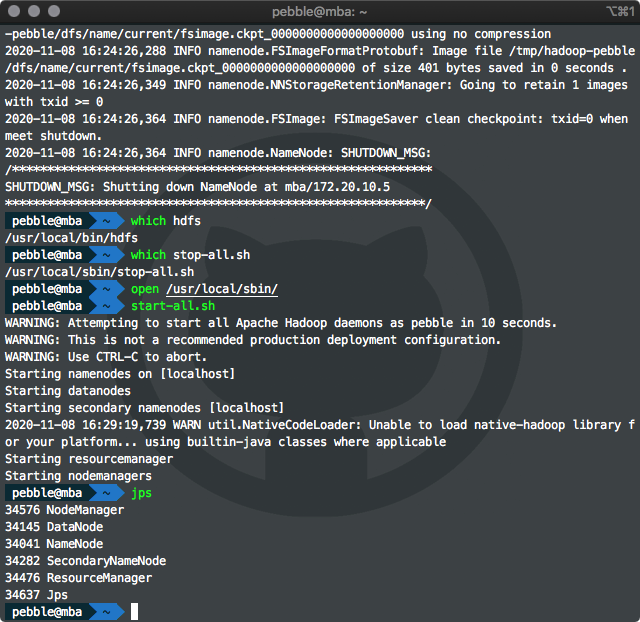 pebble@mba: ~
⌥⌘1
-pebble/dfs/name/current/fsimage.ckpt_0000000000000000000 using no compression
2020-11-08 16:24:26,288 INFO namenode.FSImageFormatProtobuf: Image file /tmp/hadoop-pebble
/dfs/name/current/fsimage.ckpt_0000000000000000000 of size 401 bytes saved in 0 seconds .
2020-11-08 16:24:26,349 INFO namenode.NNStorageRetentionManager: Going to retain 1 images
with txid >= 0
2020-11-08 16:24:26,364 INFO namenode.FSImage: FSImageSaver clean checkpoint: txid=0 when
meet shutdown.
2020-11-08 16:24:26,364 INFO namenode.NameNode: SHUTDOWN_MSG:
/************************************************************
SHUTDOWN_MSG: Shutting down NameNode at mba/172.20.10.5
************************************************************/
pebble@mba ~ which hdfs
/usr/local/bin/hdfs
pebble@mba ~ which stop-all.sh
/usr/local/sbin/stop-all.sh
pebble@mba ~ open /usr/local/sbin/
pebble@mba ~ start-all.sh
WARNING: Attempting to start all Apache Hadoop daemons as pebble in 10 seconds.
WARNING: This is not a recommended production deployment configuration.
WARNING: Use CTRL-C to abort.
Starting namenodes on [localhost]
Starting datanodes
Starting secondary namenodes [localhost]
2020-11-08 16:29:19,739 WARN util.NativeCodeLoader: Unable to load native-hadoop library f
or your platform... using builtin-java classes where applicable
Starting resourcemanager
Starting nodemanagers
pebble@mba ~ jps
34576 NodeManager
34145 DataNode
34041 NameNode
34282 SecondaryNameNode
34476 ResourceManager
34637 Jps
pebble@mba ~